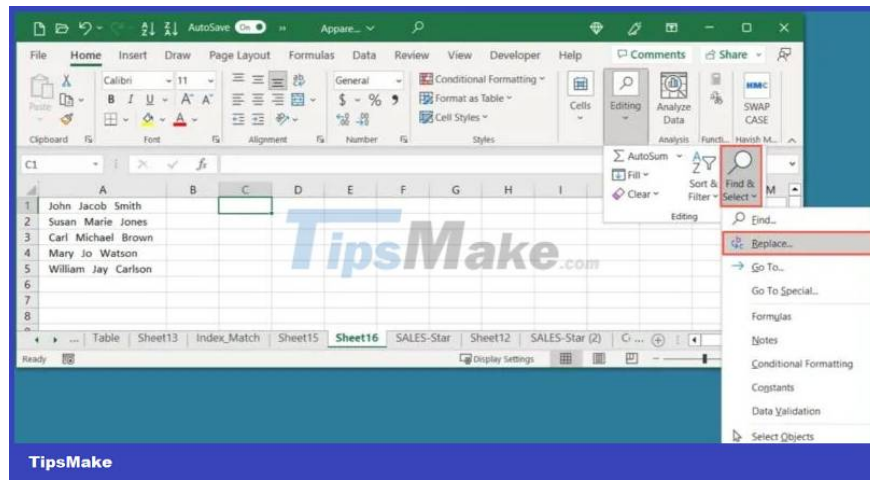 AutoSave On Appare...
File Home Insert Draw Page Layout Formulas Data Review View Developer Help Comments Share
Calibri 11 General Conditional Formatting
Paste B I U A A $ % 9 Format as Table Cells Editing Analyze Data SWAP CASE
Cell Styles
Clipboard Font Alignment Number Styles Analysis Functi... Havish M...
C1 fx
AutoSum
Fill
Clear
Sort & Filter
Find & Select
Editing
A B C D E F G H I M
1 John Jacob Smith
2 Susan Marie Jones
3 Carl Michael Brown
4 Mary Jo Watson
5 William Jay Carlson
6
7
8
TipsMake.com
Find...
Replace...
Go To...
Go To Special...
Formulas
Notes
Conditional Formatting
Constants
Data Validation
Select Objects
... Table Sheet13 Index_Match Sheet15 Sheet16 SALES-Star Sheet12 SALES-Star (2)
Ready Display Settings
TipsMake